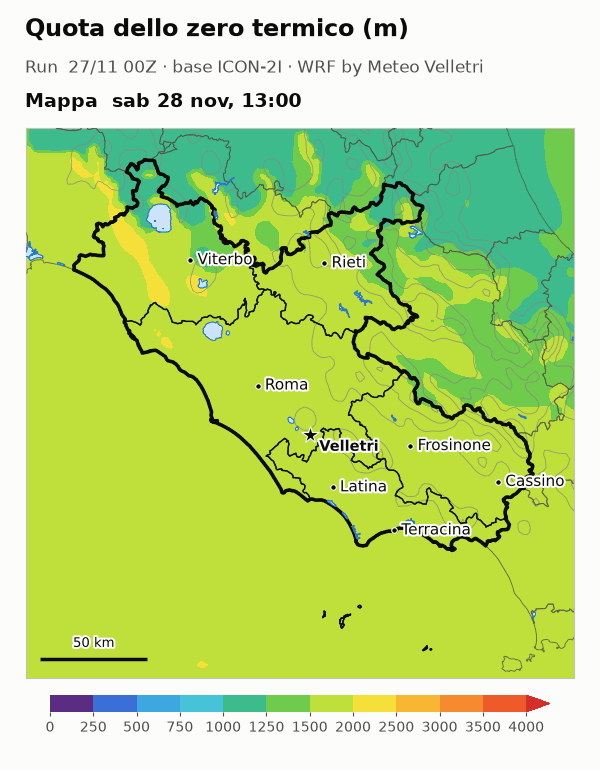 Quota dello zero termico (m)
Run  27/11 00Z · base ICON-2I · WRF by Meteo Velletri
Mappa  sab 28 nov, 13:00
Viterbo
Rieti
Roma
Velletri
Frosinone
Latina
Cassino
Terracina
50 km
0 250 500 750 1000 1250 1500 2000 2500 3000 3500 4000